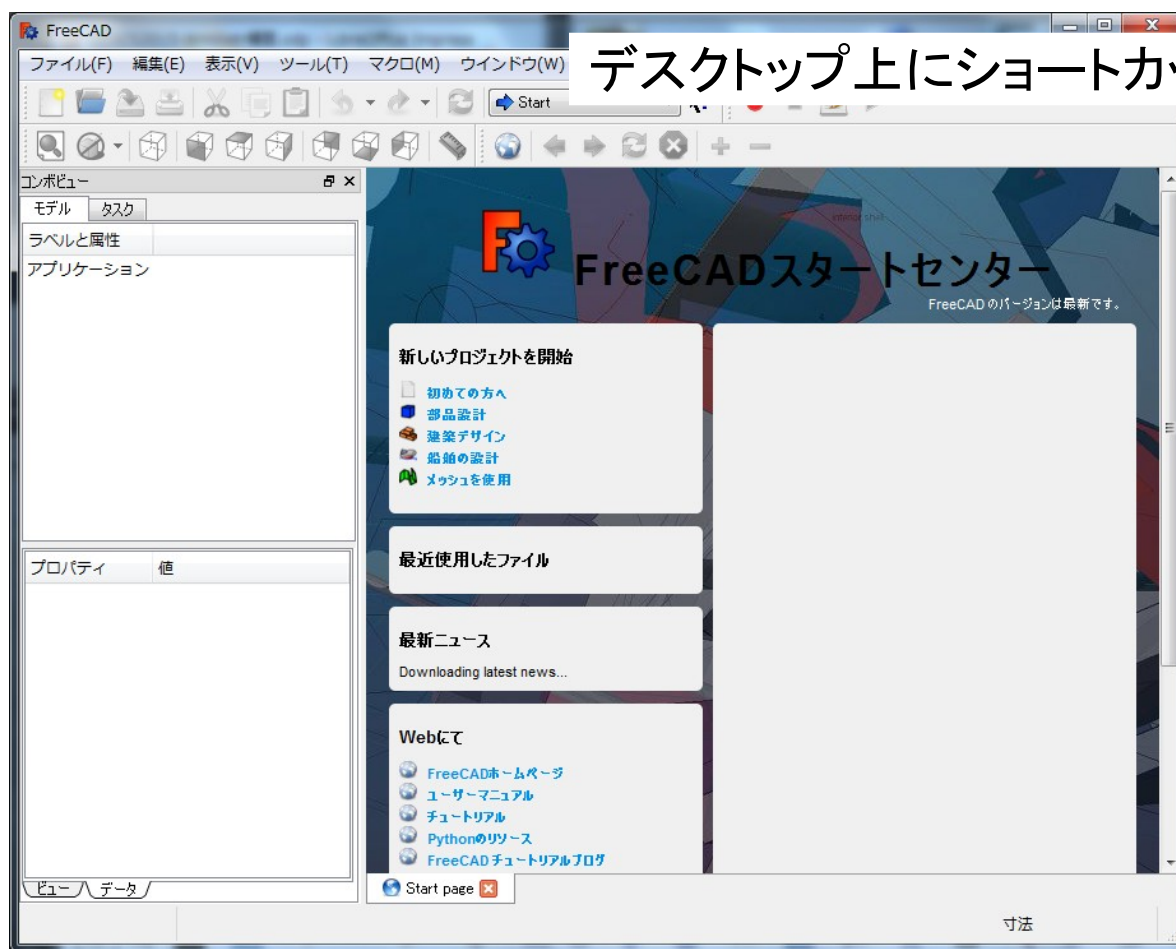 FreeCAD
ファイル(F) 編集(E) 表示(V) ツール(T) マクロ(M) ウインドウ(W)
デスクトップ上にショートカ
Start
コンボビュー
モデル タスク
ラベルと属性
アプリケーション
プロパティ 値
ビュー データ
interior shell
FreeCADスタートセンター
FreeCADのバージョンは最新です。
新しいプロジェクトを開始
初めての方へ
部品設計
建築デザイン
船舶の設計
メッシュを使用
最近使用したファイル
最新ニュース
Downloading latest news...
Webにて
FreeCADホームページ
ユーザーマニュアル
チュートリアル
Pythonのリソース
FreeCADチュートリアルブログ
Start page
寸法